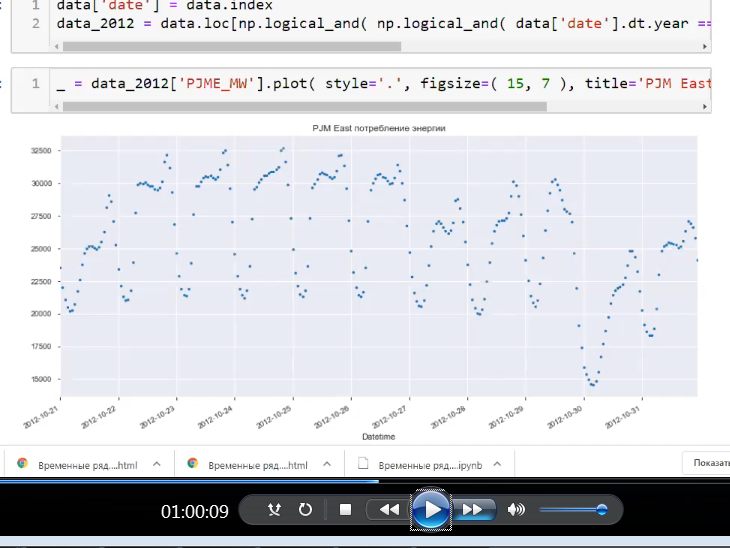 1 data['date'] = data.index
2 data_2012 = data.loc[np.logical_and( np.logical_and( data['date'].dt.year ==
1 _ = data_2012['PJME_MW'].plot( style='.', figsize=( 15, 7 ), title='PJM East
PJM East потребление энергии
32500
30000
27500
25000
22500
20000
17500
15000
2012-10-21 2012-10-22 2012-10-23 2012-10-24 2012-10-25 2012-10-26 2012-10-27 2012-10-28 2012-10-29 2012-10-30 2012-10-31
Datetime
Временные ряд....html Временные ряд....html Временные ряд....ipynb Показать
01:00:09